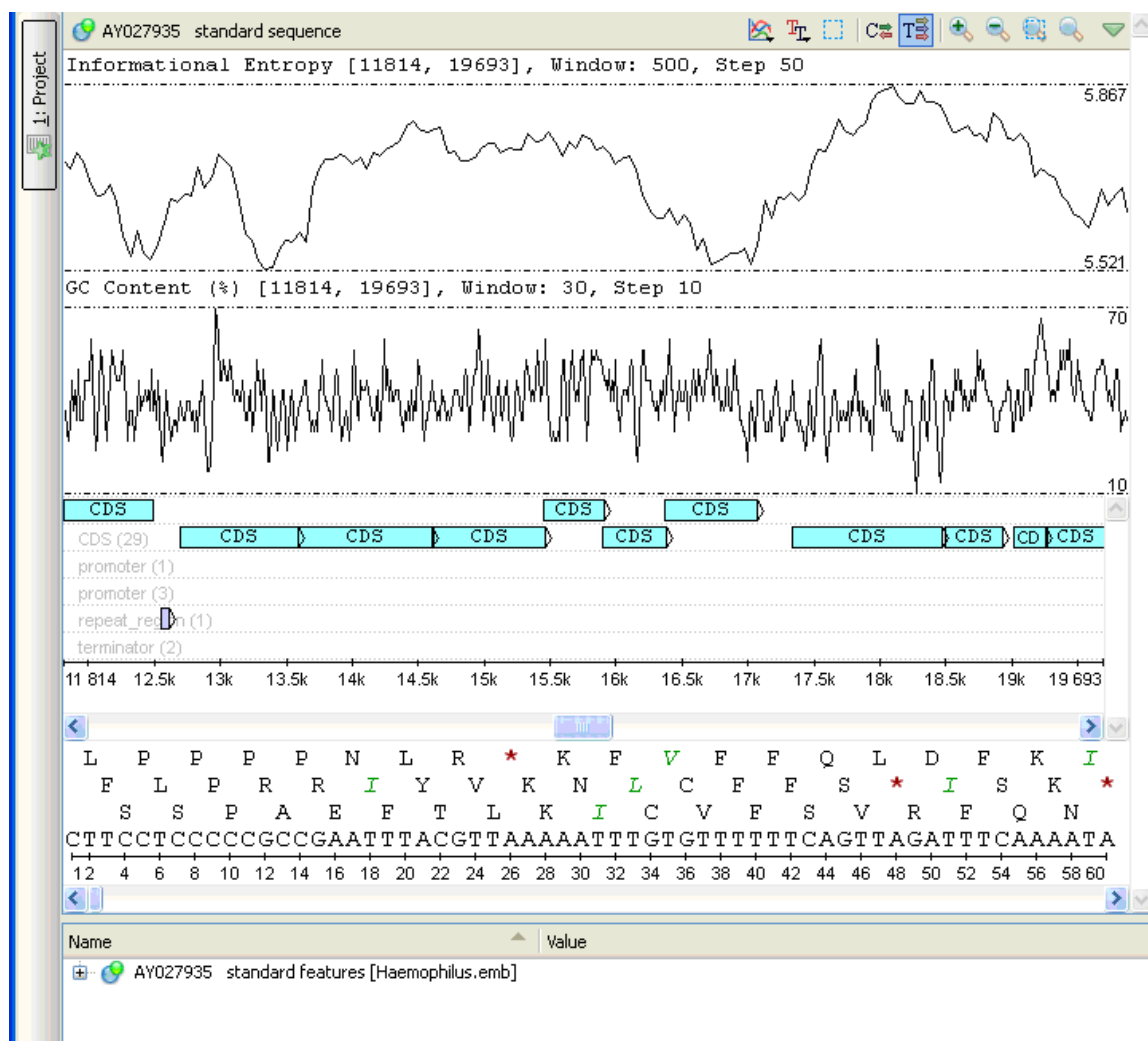 1: Project
AY027935 standard sequence
Informational Entropy [11814, 19693], Window: 500, Step 50
5.867
5.521
GC Content (%) [11814, 19693], Window: 30, Step 10
70
10
CDS CDS CDS
CDS (29) CDS CDS CDS CDS CDS CDS CD CDS
promoter (1)
promoter (3)
repeat_region (1)
terminator (2)
11 814 12.5k 13k 13.5k 14k 14.5k 15k 15.5k 16k 16.5k 17k 17.5k 18k 18.5k 19k 19 693
L P P P P N L R * K F V F F Q L D F K I
F L P R R I Y V K N L C F F S * I S K *
S S P A E F T L K I C V F S V R F Q N
CTTCCTCCCCCGCCGAATTTACGTTAAAAATTTGTGTTTTTTCAGTTAGATTTCAAAATA
12 4 6 8 10 12 14 16 18 20 22 24 26 28 30 32 34 36 38 40 42 44 46 48 50 52 54 56 58 60
Name Value
AY027935 standard features [Haemophilus.emb]